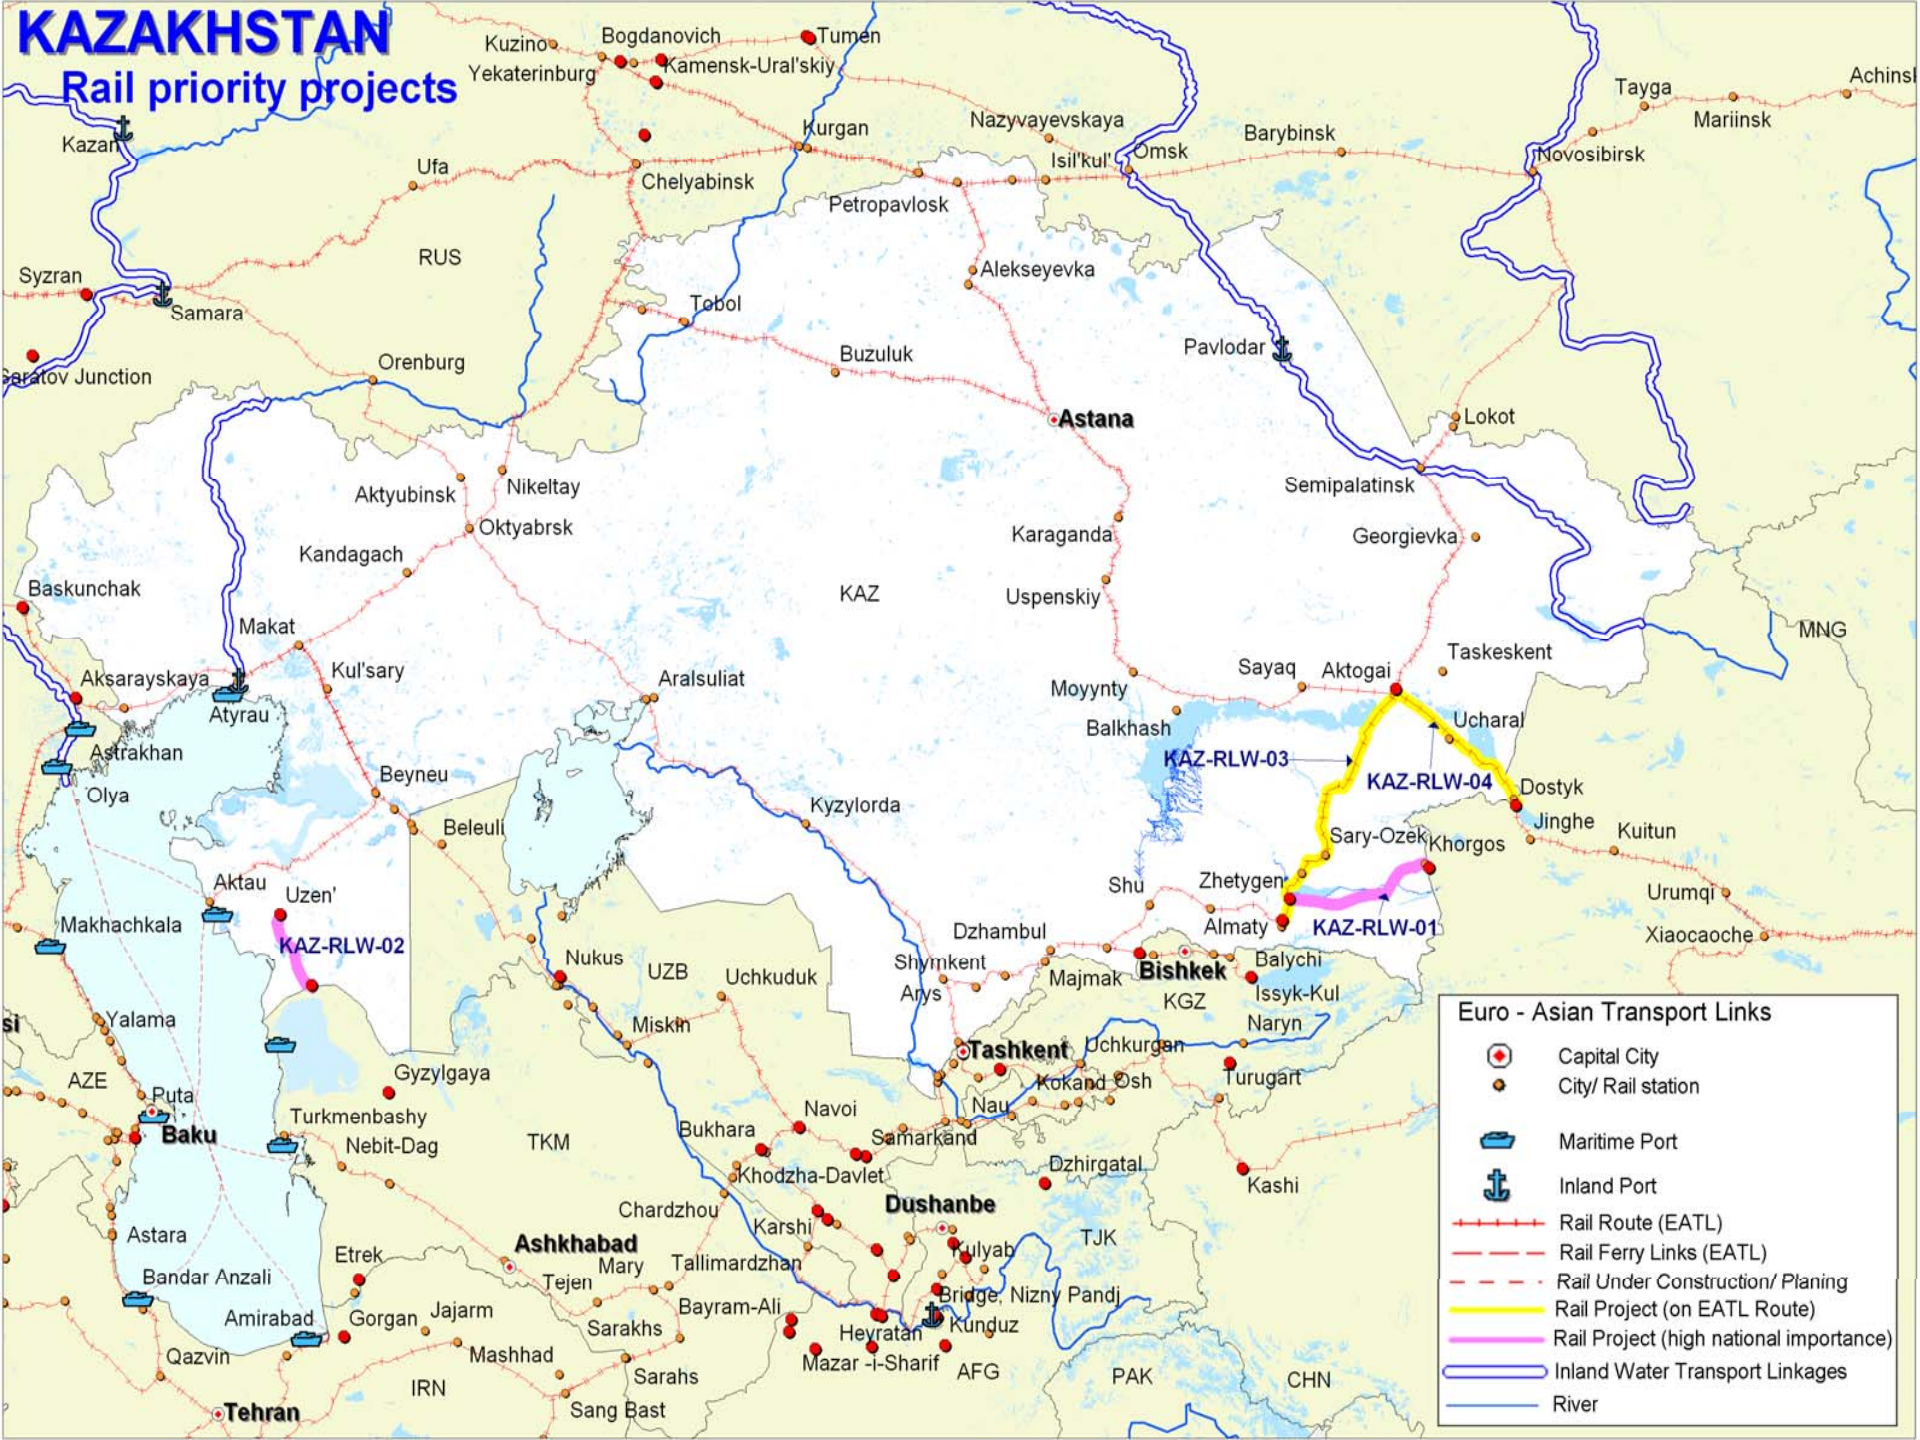 KAZAKHSTAN
Rail priority projects
Kuzino
Bogdanovich
Tumen
Yekaterinburg
Kamensk-Ural'skiy
Tayga
Achinsl
Mariinsk
Kazan
Kurgan
Nazyvayevskaya
Barybinsk
Ufa
Chelyabinsk
Isil'kul'
Omsk
Novosibirsk
Petropavlosk
RUS
Syzran
Samara
Alekseyevka
Tobol
Buzuluk
Pavlodar
Orenburg
Saratov Junction
Astana
Lokot
Aktyubinsk
Nikeltay
Semipalatinsk
Oktyabrsk
Karaganda
Georgievka
Kandagach
Baskunchak
KAZ
Uspenskiy
Makat
MNG
Kul'sary
Aksarayskaya
Aralsuliat
Sayaq
Aktogai
Taskeskent
Moyynty
Atyrau
Balkhash
Ucharal
Astrakhan
KAZ-RLW-03
Beyneu
KAZ-RLW-04
Dostyk
Olya
Kyzylorda
Beleuli
Jinghe
Kuitun
Sary-Ozek
Khorgos
Aktau
Uzen'
Shu
Zhetygen
Urumqi
Makhachkala
Almaty
KAZ-RLW-01
Dzhambul
Xiaocaoche
KAZ-RLW-02
Nukus
UZB
Uchkuduk
Shymkent
Arys
Majmak
Bishkek
Balychi
Issyk-Kul
KGZ
si
Yalama
Miskin
Naryn
Tashkent
Uchkurgan
AZE
Gyzylgaya
Kokand
Osh
Turugart
Puta
Baku
Turkmenbashy
Nebit-Dag
TKM
Navoi
Nau
Bukhara
Samarkand
Khodzha-Davlet
Dzhirgatal
Kashi
Chardzhou
Dushanbe
Karshi
TJK
Astara
Etrek
Ashkhabad
Mary
Tallimardzhan
Kulyab
Bandar Anzali
Tejen
Bridge, Nizny Pandj
Amirabad
Gorgan
Jajarm
Bayram-Ali
Heyratan
Kunduz
Sarakhs
Qazvin
Mashhad
Mazar -i-Sharif
AFG
Sarahs
PAK
CHN
IRN
Tehran
Sang Bast
Euro - Asian Transport Links
Capital City
City/ Rail station
Maritime Port
Inland Port
Rail Route (EATL)
Rail Ferry Links (EATL)
Rail Under Construction/ Planing
Rail Project (on EATL Route)
Rail Project (high national importance)
Inland Water Transport Linkages
River